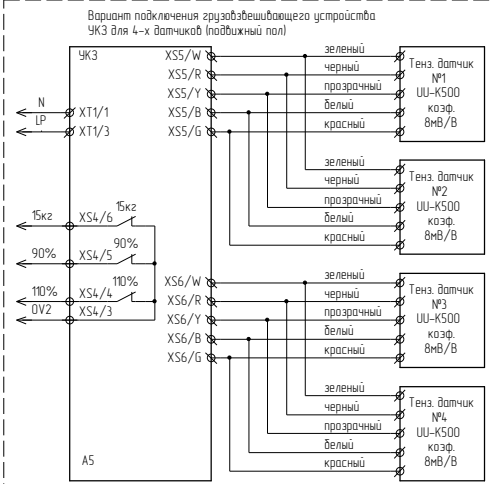 Вариант подключения грузовзвешивающего устройства
УКЗ для 4-х датчиков (подвижный пол)
УКЗ
XS5/W
зеленый
XS5/R
черный
XS5/Y
прозрачный
XS5/B
белый
XS5/G
красный
Тенз. датчик
№1
UU-K500
коэф.
8мВ/В
N
XT1/1
LP
XT1/3
зеленый
черный
прозрачный
белый
красный
Тенз. датчик
№2
UU-K500
коэф.
8мВ/В
15кг
XS4/6
15кг
90%
XS4/5
90%
110%
XS4/4
110%
0V2
XS4/3
XS6/W
зеленый
XS6/R
черный
XS6/Y
прозрачный
XS6/B
белый
XS6/G
красный
Тенз. датчик
№3
UU-K500
коэф.
8мВ/В
зеленый
черный
прозрачный
белый
красный
Тенз. датчик
№4
UU-K500
коэф.
8мВ/В
A5